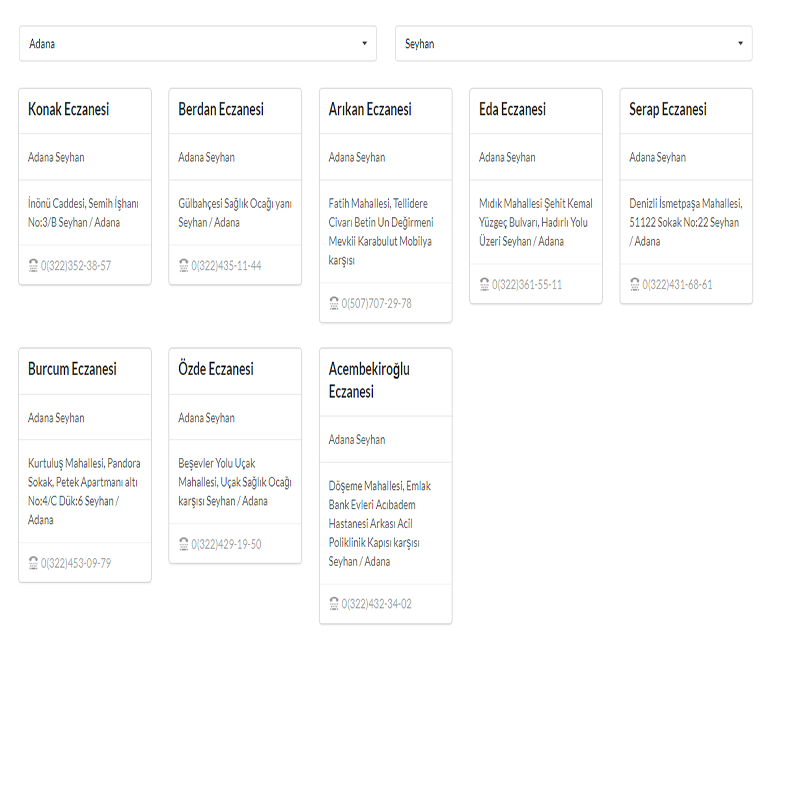 Adana
Seyhan
Konak Eczanesi
Adana Seyhan
İnönü Caddesi, Semih İşhanı
No:3/B Seyhan / Adana
0(322)352-38-57
Berdan Eczanesi
Adana Seyhan
Gülbahçesi Sağlık Ocağı yanı
Seyhan / Adana
0(322)435-11-44
Arıkan Eczanesi
Adana Seyhan
Fatih Mahallesi, Tellidere
Civarı Betin Un Değirmeni
Mevkii Karabulut Mobilya
karşısı
0(507)707-29-78
Eda Eczanesi
Adana Seyhan
Mıdık Mahallesi Şehit Kemal
Yüzgeç Bulvarı, Hadırlı Yolu
Üzeri Seyhan / Adana
0(322)361-55-11
Serap Eczanesi
Adana Seyhan
Denizli İsmetpaşa Mahallesi,
51122 Sokak No:22 Seyhan
/ Adana
0(322)431-68-61
Burcum Eczanesi
Adana Seyhan
Kurtuluş Mahallesi, Pandora
Sokak, Petek Apartmanı altı
No:4/C Dük:6 Seyhan /
Adana
0(322)453-09-79
Özde Eczanesi
Adana Seyhan
Beşevler Yolu Uçak
Mahallesi, Uçak Sağlık Ocağı
karşısı Seyhan / Adana
0(322)429-19-50
Acembekiroğlu
Eczanesi
Adana Seyhan
Döşeme Mahallesi, Emlak
Bank Evleri Acıbadem
Hastanesi Arkası Acil
Poliklinik Kapısı karşısı
Seyhan / Adana
0(322)432-34-02